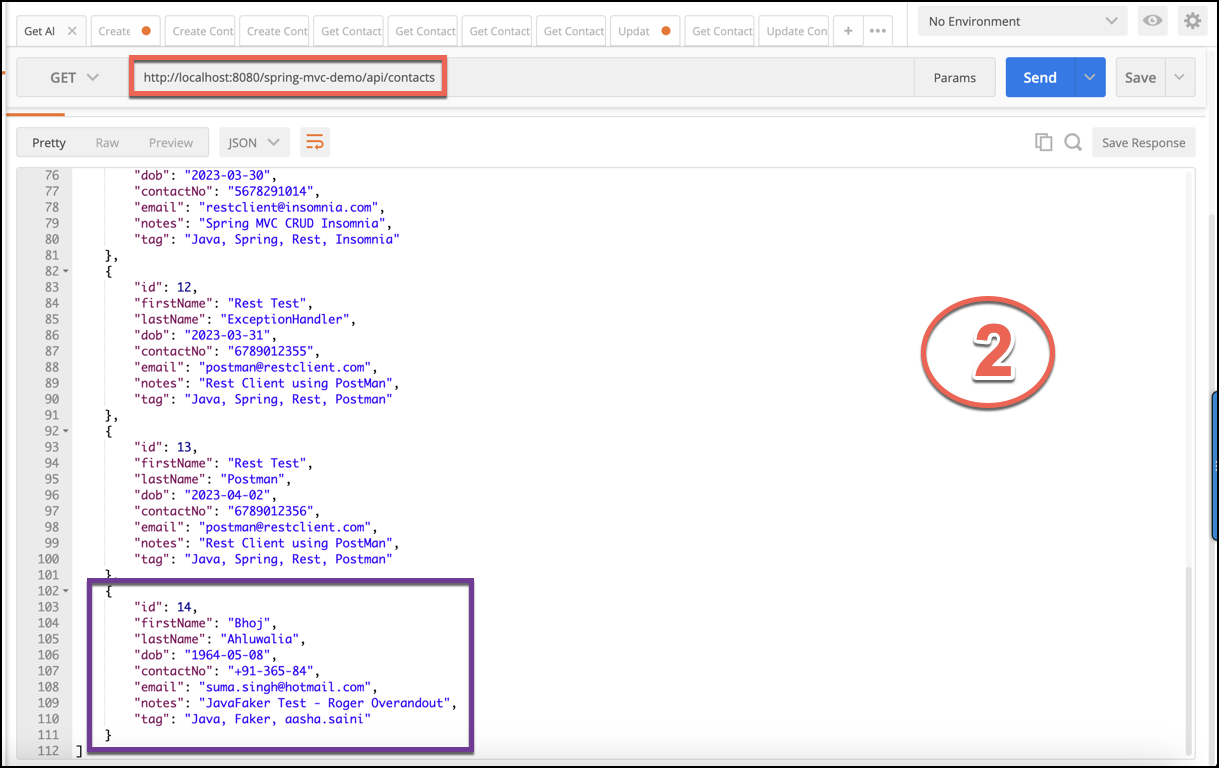 Get Al Create Create Cont Create Cont Get Contact Get Contact Get Contact Get Contact Updat Get Contact Update Con + No Environment
GET http://localhost:8080/spring-mvc-demo/api/contacts Params Send Save
Pretty Raw Preview JSON Save Response
76 "dob": "2023-03-30",
77 "contactNo": "5678291014",
78 "email": "restclient@insomnia.com",
79 "notes": "Spring MVC CRUD Insomnia",
80 "tag": "Java, Spring, Rest, Insomnia"
81 },
82 {
83 "id": 12,
84 "firstName": "Rest Test",
85 "lastName": "ExceptionHandler",
86 "dob": "2023-03-31",
87 "contactNo": "6789012355",
88 "email": "postman@restclient.com",
89 "notes": "Rest Client using PostMan",
90 "tag": "Java, Spring, Rest, Postman"
91 },
92 {
93 "id": 13,
94 "firstName": "Rest Test",
95 "lastName": "Postman",
96 "dob": "2023-04-02",
97 "contactNo": "6789012356",
98 "email": "postman@restclient.com",
99 "notes": "Rest Client using PostMan",
100 "tag": "Java, Spring, Rest, Postman"
101 },
102 {
103 "id": 14,
104 "firstName": "Bhoj",
105 "lastName": "Ahluwalia",
106 "dob": "1964-05-08",
107 "contactNo": "+91-365-84",
108 "email": "suma.singh@hotmail.com",
109 "notes": "JavaFaker Test - Roger Overandout",
110 "tag": "Java, Faker, aasha.saini"
111 }
112 ]
2